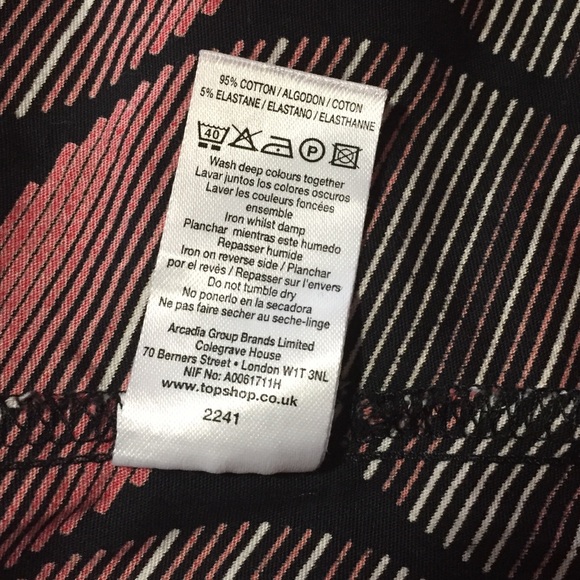 95% COTTON / ALGODON / COTON
5% ELASTANE / ELASTANO / ELASTHANNE
40
P
Wash deep colours together
Lavar juntos los colores oscuros
Laver les couleurs foncées
ensemble
Iron whilst damp
Planchar mientras este humedo
Repasser humide
Iron on reverse side / Planchar
por el revés / Repasser sur l'envers
Do not tumble dry
No ponerlo en la secadora
Ne pas faire secher au seche-linge
Arcadia Group Brands Limited
Colegrave House
70 Berners Street • London W1T 3NL
NIF No: A0061711H
www.topshop.co.uk
2241